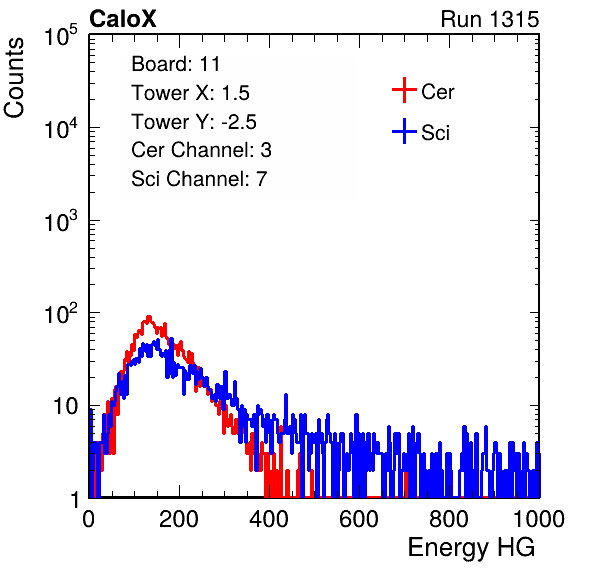 CaloX Run 1315
Counts
10^5
10^4
10^3
10^2
10
1
Board: 11
Tower X: 1.5
Tower Y: -2.5
Cer Channel: 3
Sci Channel: 7
Cer
Sci
0 200 400 600 800 1000
Energy HG